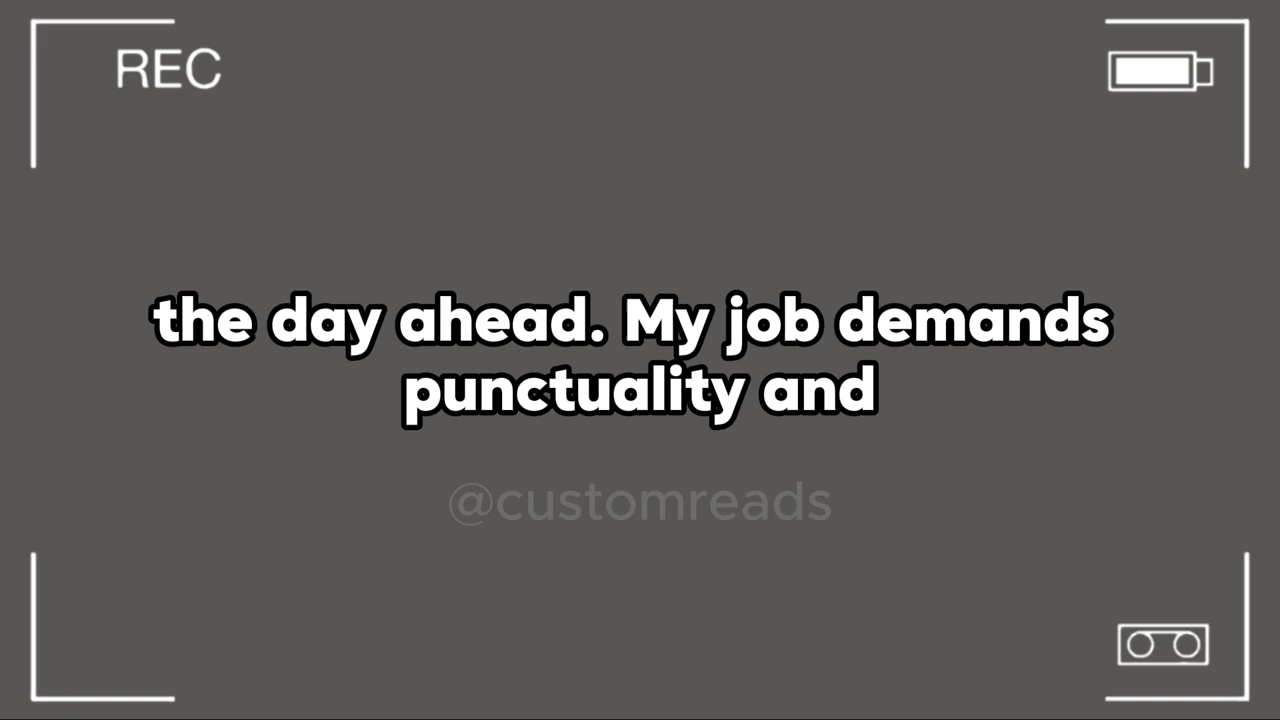 REC
the day ahead. My job demands
punctuality and
@customreads